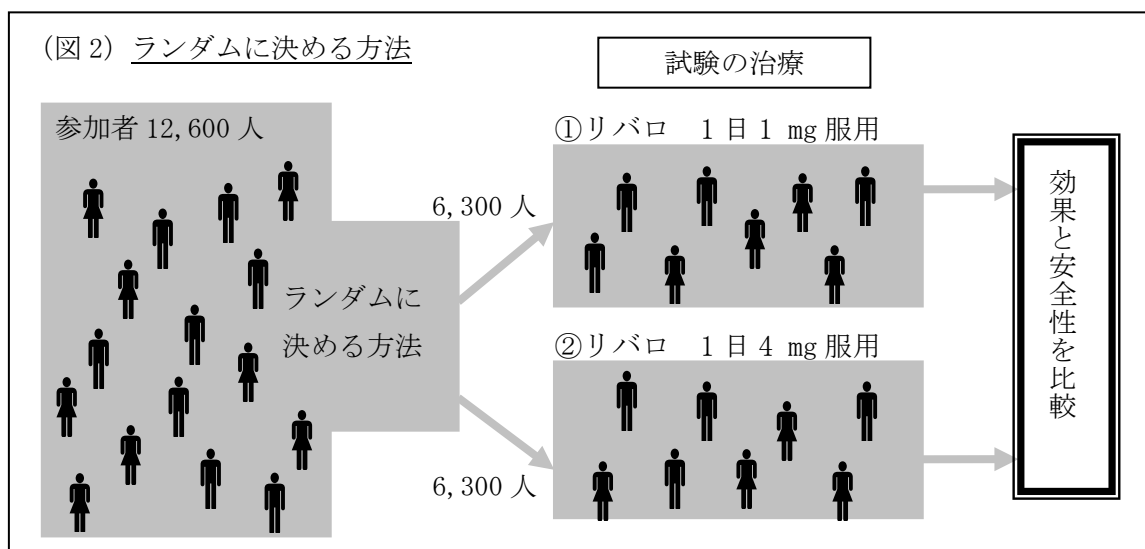 (図 2) ランダムに決める方法
試験の治療
参加者 12,600 人
①リバロ 1日1 mg 服用
6,300 人
ランダムに
決める方法
②リバロ 1日4 mg 服用
6,300 人
効果と安全性を比較